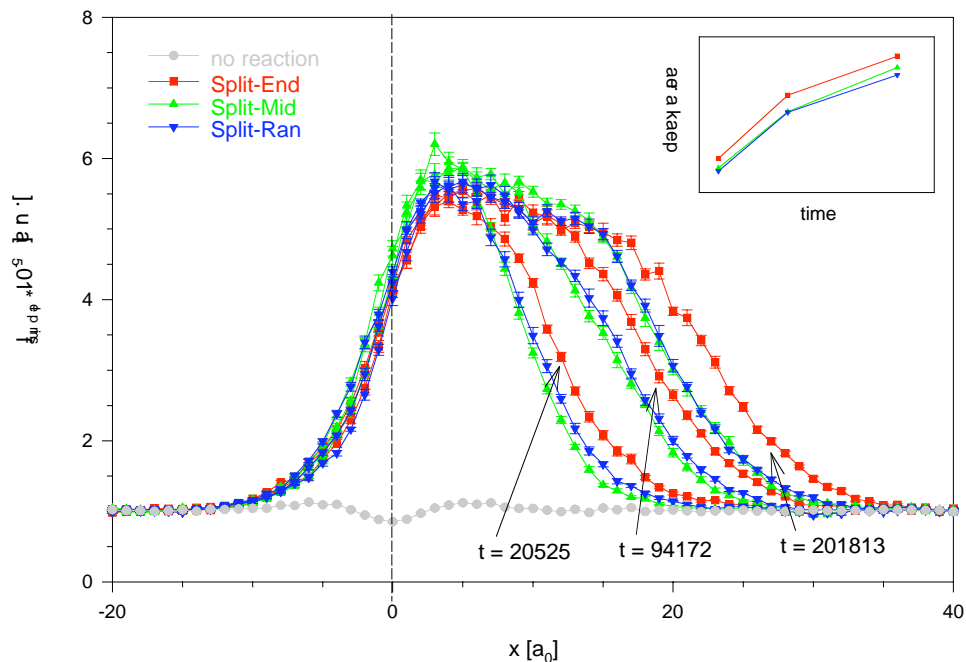 8
6
4
2
0
-20
0
20
40
no reaction
Split-End
Split-Mid
Split-Ran
time
t = 20525
t = 94172
t = 201813
x [a0]